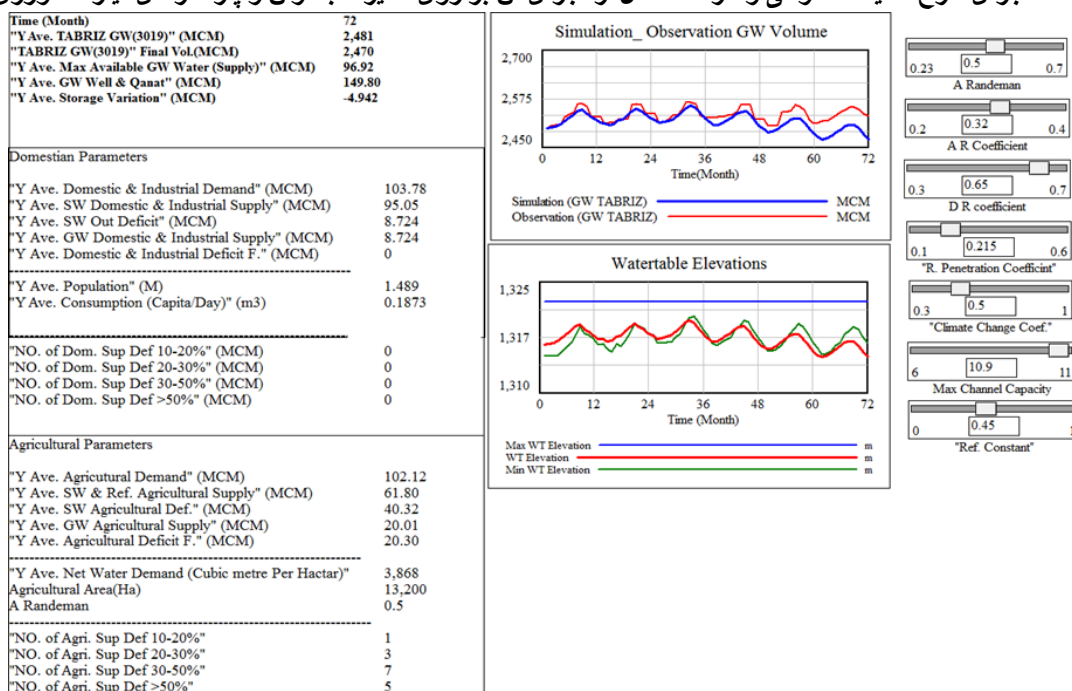 Time (Month) 72
"Y Ave. TABRIZ GW(3019)" (MCM) 2,481
"TABRIZ GW(3019)" Final Vol.(MCM) 2,470
"Y Ave. Max Available GW Water (Supply)" (MCM) 96.92
"Y Ave. GW Well & Qanat" (MCM) 149.80
"Y Ave. Storage Variation" (MCM) -4.942
Domestian Parameters
"Y Ave. Domestic & Industrial Demand" (MCM) 103.78
"Y Ave. SW Domestic & Industrial Supply" (MCM) 95.05
"Y Ave. SW Out Deficit" (MCM) 8.724
"Y Ave. GW Domestic & Industrial Supply" (MCM) 8.724
"Y Ave. Domestic & Industrial Deficit F." (MCM) 0
"Y Ave. Population" (M) 1.489
"Y Ave. Consumption (Capita/Day)" (m3) 0.1873
"NO. of Dom. Sup Def 10-20%" (MCM) 0
"NO. of Dom. Sup Def 20-30%" (MCM) 0
"NO. of Dom. Sup Def 30-50%" (MCM) 0
"NO. of Dom. Sup Def >50%" (MCM) 0
Agricultural Parameters
"Y Ave. Agricutural Demand" (MCM) 102.12
"Y Ave. SW & Ref. Agricultural Supply" (MCM) 61.80
"Y Ave. SW Agricultural Def." (MCM) 40.32
"Y Ave. GW Agricultural Supply" (MCM) 20.01
"Y Ave. Agricultural Deficit F." (MCM) 20.30
"Y Ave. Net Water Demand (Cubic metre Per Hactar)" 3,868
Agricultural Area(Ha) 13,200
A Randeman 0.5
"NO. of Agri. Sup Def 10-20%" 1
"NO. of Agri. Sup Def 20-30%" 3
"NO. of Agri. Sup Def 30-50%" 7
"NO. of Agri. Sup Def >50%" 5
Simulation_ Observation GW Volume
2,700
2,575
2,450
0 12 24 36 48 60 72
Time(Month)
Simulation (GW TABRIZ) MCM
Observation (GW TABRIZ) MCM
Watertable Elevations
1,325
1,317
1,310
0 12 24 36 48 60 72
Time (Month)
Max WT Elevation m
WT Elevation m
Min WT Elevation m
0.23 0.5 0.7
A Randeman
0.2 0.32 0.4
A R Coefficient
0.3 0.65 0.7
D R coefficient
0.1 0.215 0.6
"R. Penetration Coefficint"
0.3 0.5 1
"Climate Change Coef."
6 10.9 11
Max Channel Capacity
0 0.45 1
"Ref. Constant"